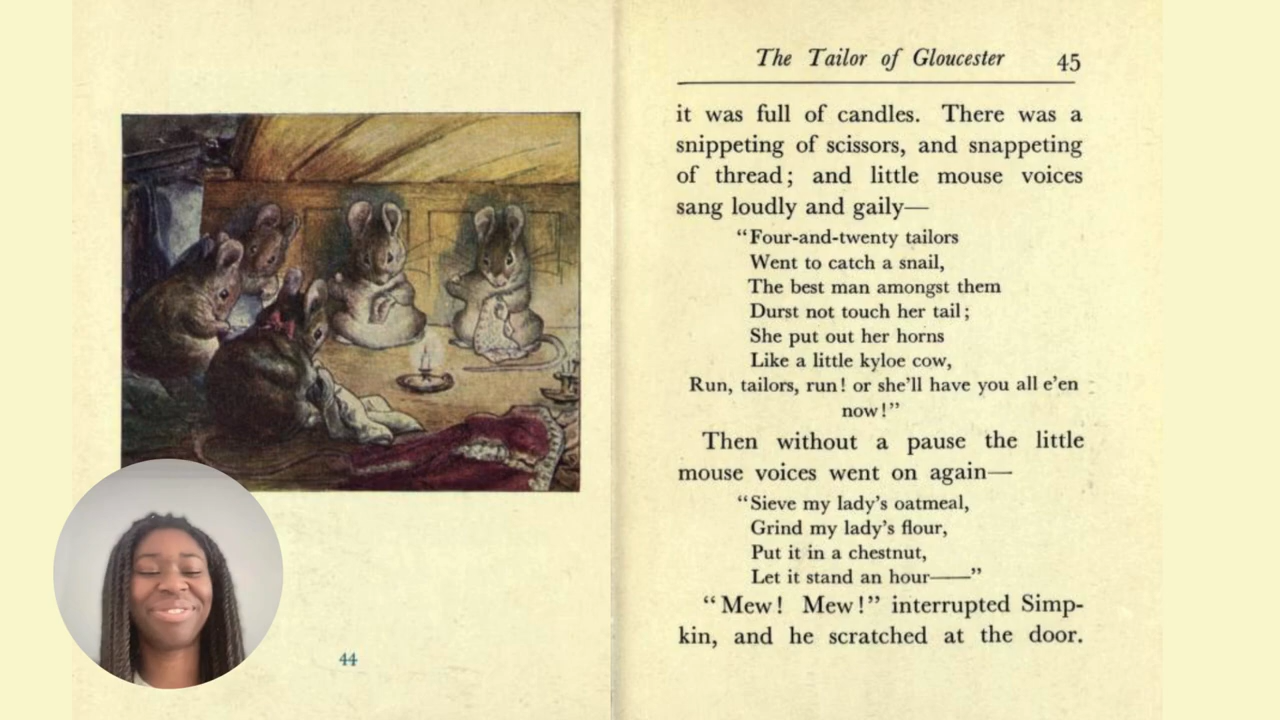 The Tailor of Gloucester 45
it was full of candles. There was a
snippeting of scissors, and snappeting
of thread; and little mouse voices
sang loudly and gaily—
“Four-and-twenty tailors
Went to catch a snail,
The best man amongst them
Durst not touch her tail;
She put out her horns
Like a little kyloe cow,
Run, tailors, run! or she’ll have you all e’en
now!”
Then without a pause the little
mouse voices went on again—
“Sieve my lady’s oatmeal,
Grind my lady’s flour,
Put it in a chestnut,
Let it stand an hour——”
“Mew! Mew!” interrupted Simp-
kin, and he scratched at the door.
44